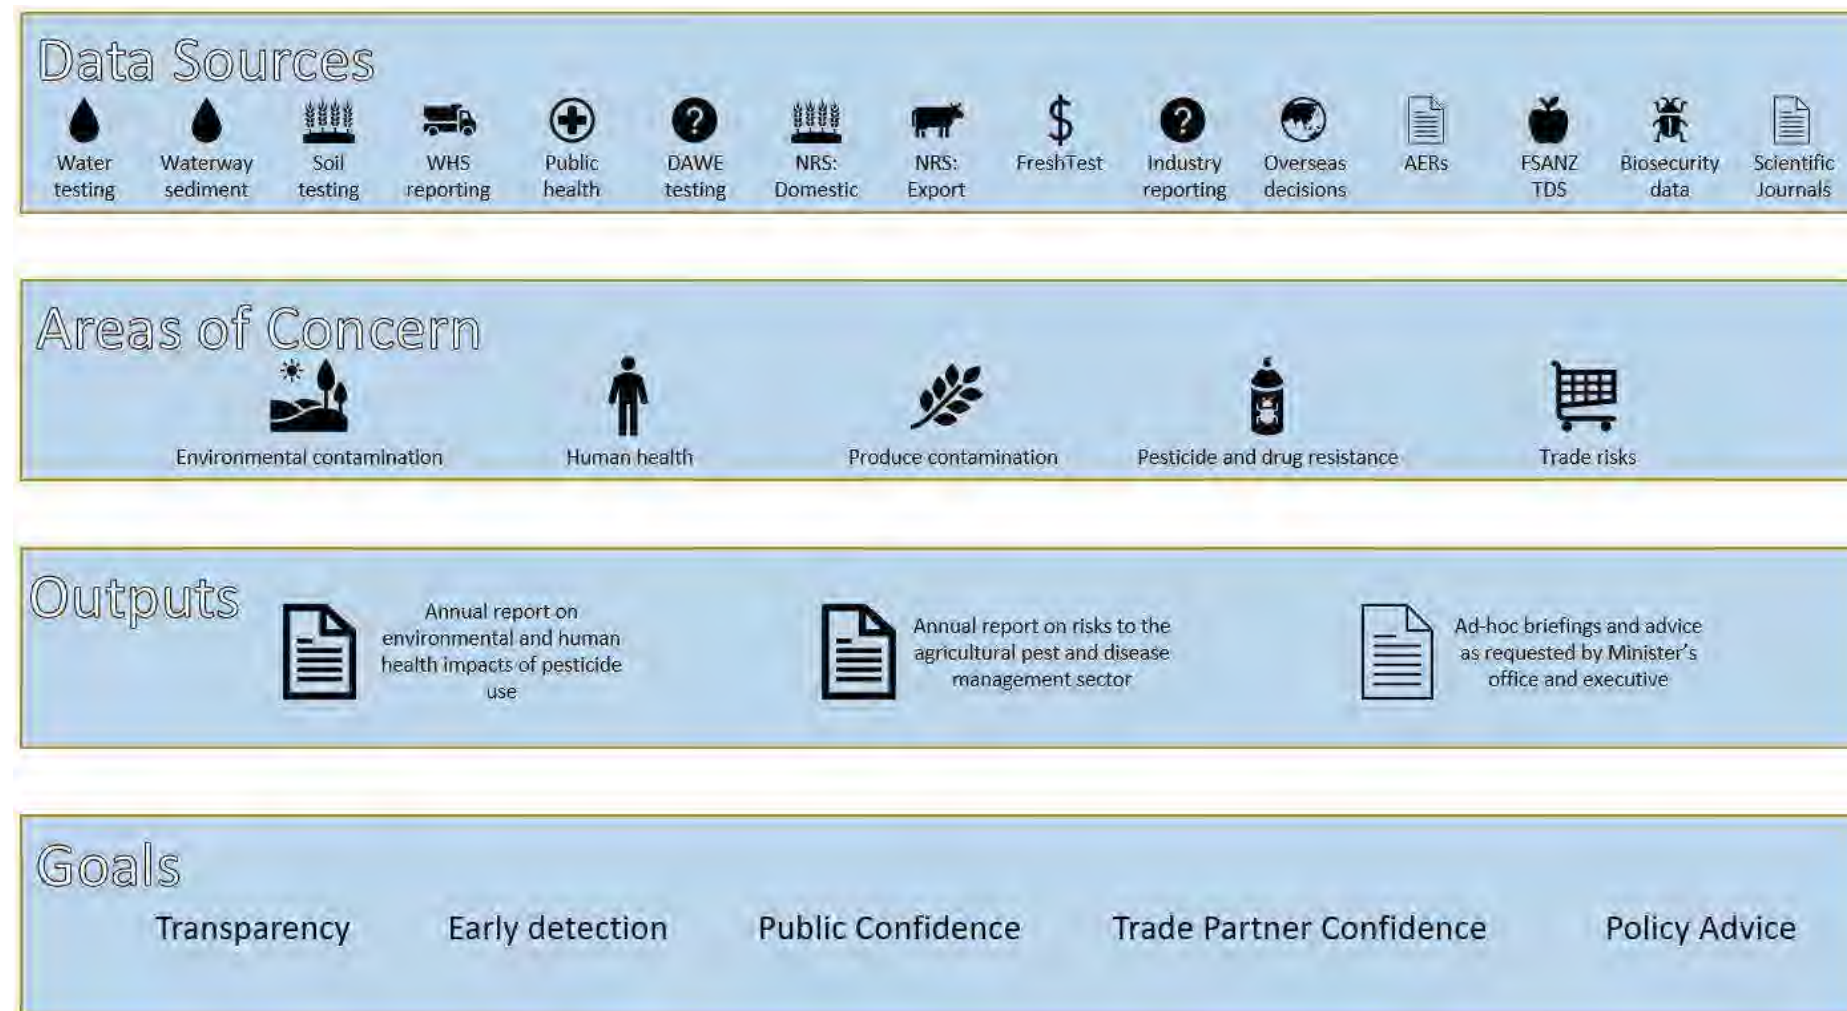 Data Sources
Water
testing
Waterway
sediment
Soil
testing
WHS
reporting
Public
health
DAWE
testing
NRS:
Domestic
NRS:
Export
FreshTest
Industry
reporting
Overseas
decisions
AERs
FSANZ
TDS
Biosecurity
data
Scientific
Journals
Areas of Concern
Environmental contamination
Human health
Produce contamination
Pesticide and drug resistance
Trade risks
Outputs
Annual report on
environmental and human
health impacts of pesticide
use
Annual report on risks to the
agricultural pest and disease
management sector
Ad-hoc briefings and advice
as requested by Minister's
office and executive
Goals
Transparency
Early detection
Public Confidence
Trade Partner Confidence
Policy Advice